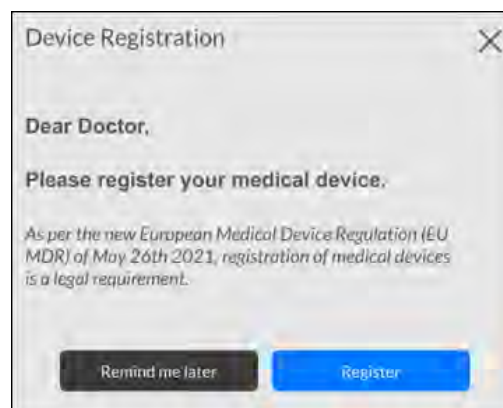 Device Registration
Dear Doctor,
Please register your medical device.
As per the new European Medical Device Regulation (EU
MDR) of May 26th 2021, registration of medical devices
is a legal requirement.
Remind me later
Register